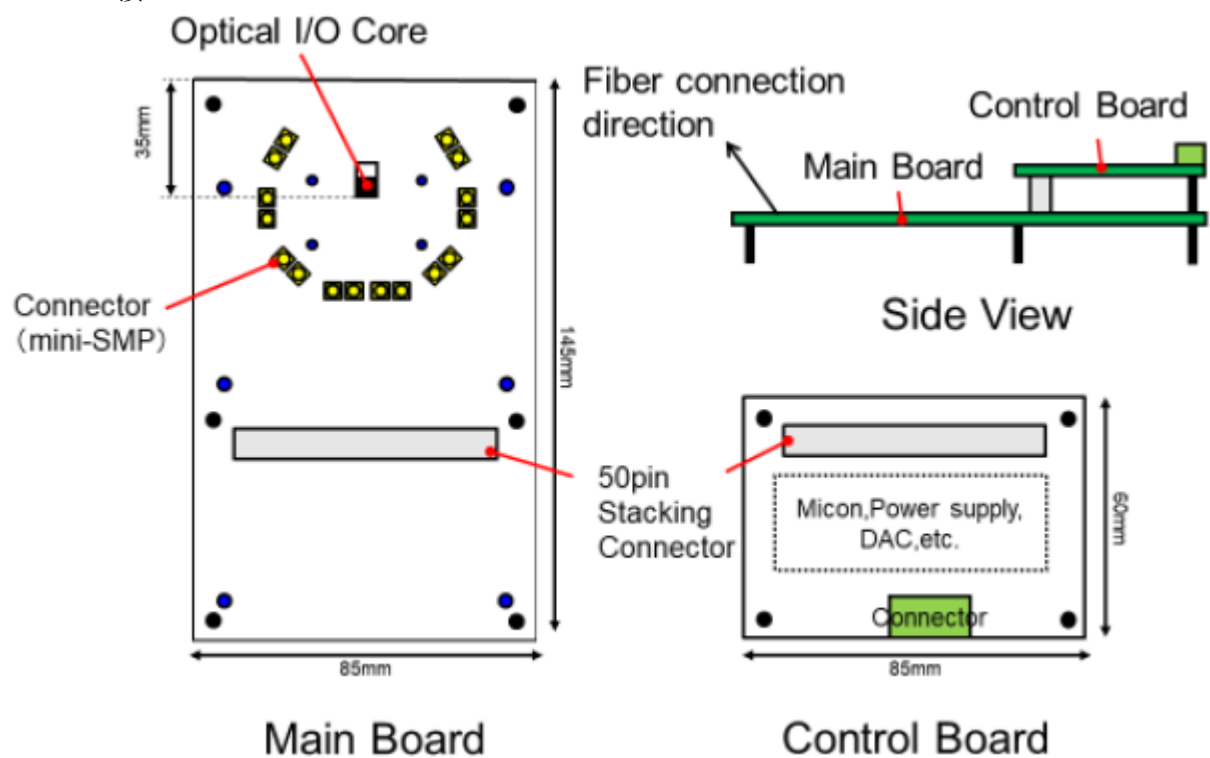 Optical I/O Core
35mm
Connector
(mini-SMP)
145mm
85mm
Main Board
Fiber connection
direction
Control Board
Main Board
Side View
50pin
Stacking
Connector
Micon,Power supply,
DAC,etc.
Connector
60mm
85mm
Control Board